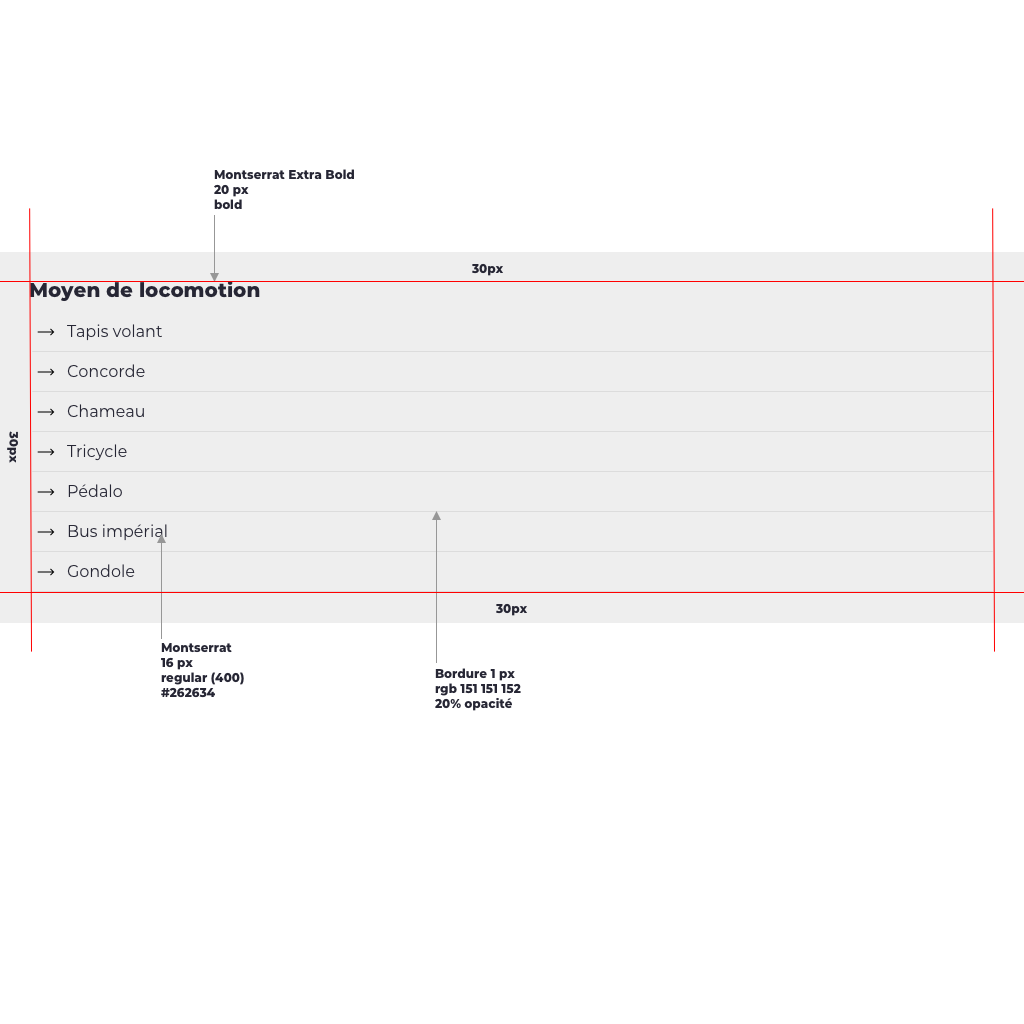 Montserrat Extra Bold
20 px
bold
30px
Moyen de locomotion
Tapis volant
Concorde
Chameau
Tricycle
30px
Pédalo
Bus impérial
Gondole
30px
Montserrat
16 px
regular (400)
#262634
Bordure 1 px
rgb 151 151 152
20% opacité